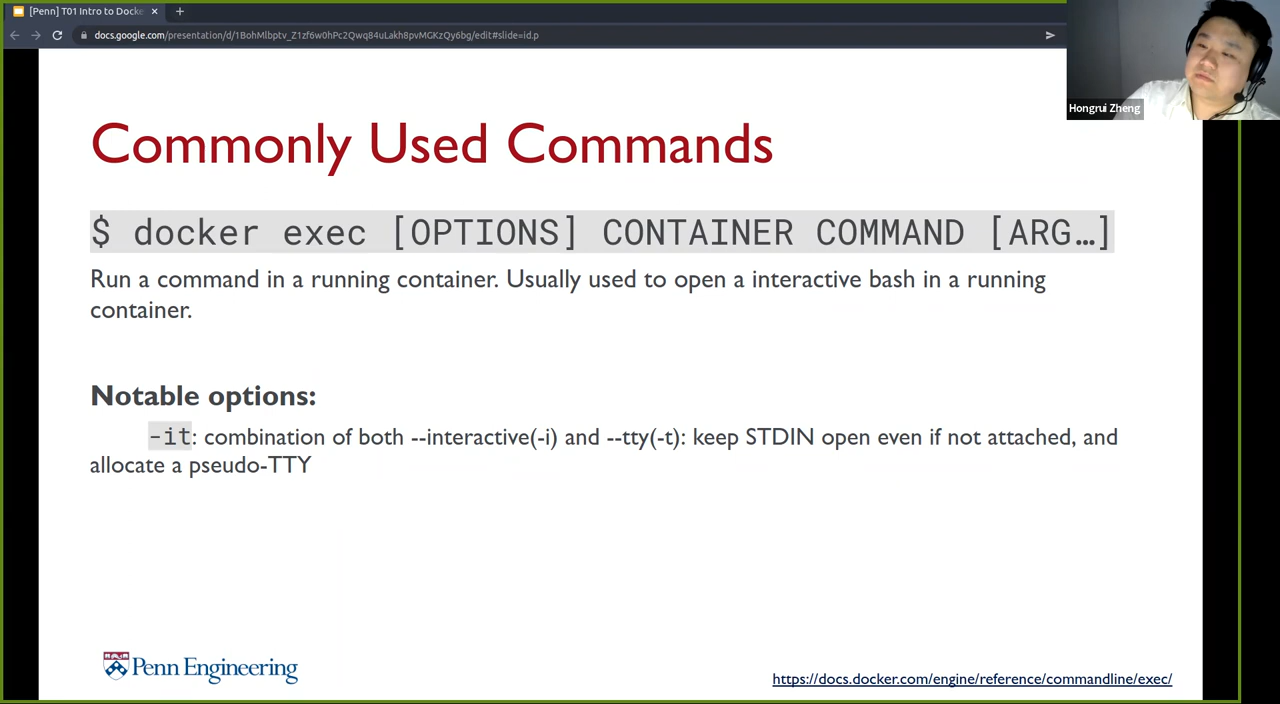 [Penn] T01 Intro to Docke
docs.google.com/presentation/d/1BohMlbptv_Z1zf6w0hPc2Qwq84uLakh8pvMGKzQy6bg/edit#slide=id.p
Hongrui Zheng
Commonly Used Commands
$ docker exec [OPTIONS] CONTAINER COMMAND [ARG…]
Run a command in a running container. Usually used to open a interactive bash in a running
container.
Notable options:
-it: combination of both --interactive(-i) and --tty(-t): keep STDIN open even if not attached, and
allocate a pseudo-TTY
Penn Engineering
https://docs.docker.com/engine/reference/commandline/exec/